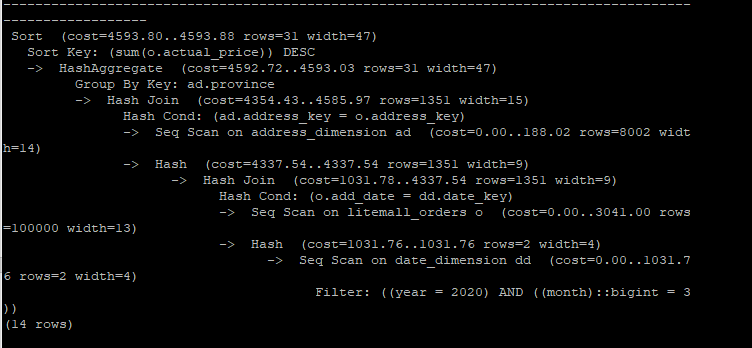 --------------------------------------------------------------------------------------
------------------
 Sort  (cost=4593.80..4593.88 rows=31 width=47)
   Sort Key: (sum(o.actual_price)) DESC
   ->  HashAggregate  (cost=4592.72..4593.03 rows=31 width=47)
         Group By Key: ad.province
         ->  Hash Join  (cost=4354.43..4585.97 rows=1351 width=15)
               Hash Cond: (ad.address_key = o.address_key)
               ->  Seq Scan on address_dimension ad  (cost=0.00..188.02 rows=8002 widt
h=14)
               ->  Hash  (cost=4337.54..4337.54 rows=1351 width=9)
                     ->  Hash Join  (cost=1031.78..4337.54 rows=1351 width=9)
                           Hash Cond: (o.add_date = dd.date_key)
                           ->  Seq Scan on litemall_orders o  (cost=0.00..3041.00 rows
=100000 width=13)
                           ->  Hash  (cost=1031.76..1031.76 rows=2 width=4)
                                 ->  Seq Scan on date_dimension dd  (cost=0.00..1031.7
6 rows=2 width=4)
                                       Filter: ((year = 2020) AND ((month)::bigint = 3
))
(14 rows)